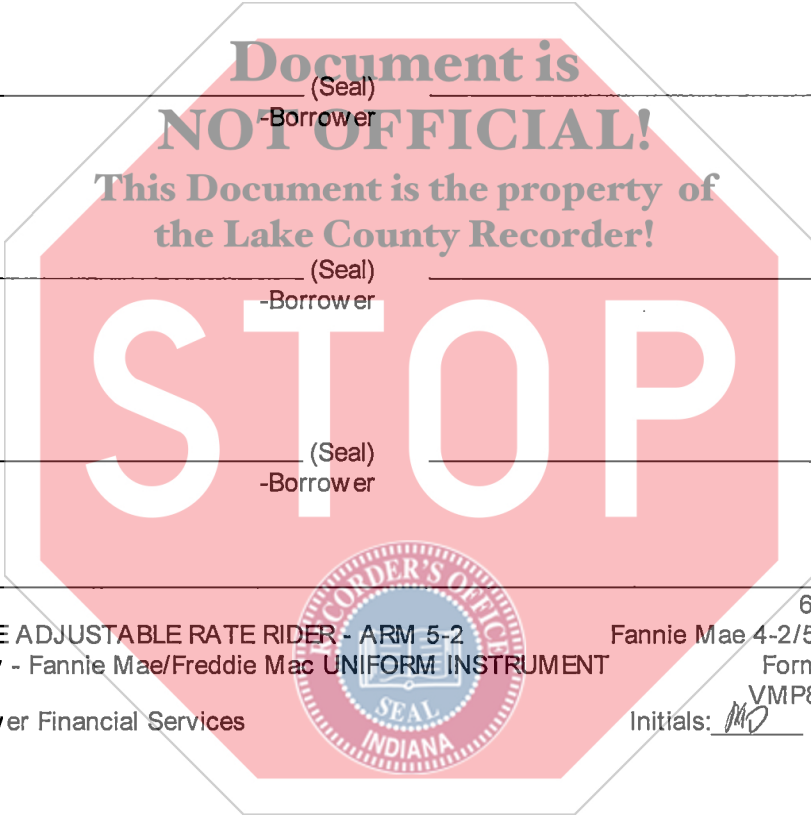 Document is
(Seal)
-Borrower
NOT OFFICIAL!
This Document is the property of
the Lake County Recorder!
(Seal)
-Borrower
STOP
(Seal)
-Borrower
RECORDER'S OFFICE
SEAL
INDIANA
6
E ADJUSTABLE RATE RIDER - ARM 5-2 Fannie Mae 4-2/5
- Fannie Mae/Freddie Mac UNIFORM INSTRUMENT Form
VMP8
er Financial Services Initials: